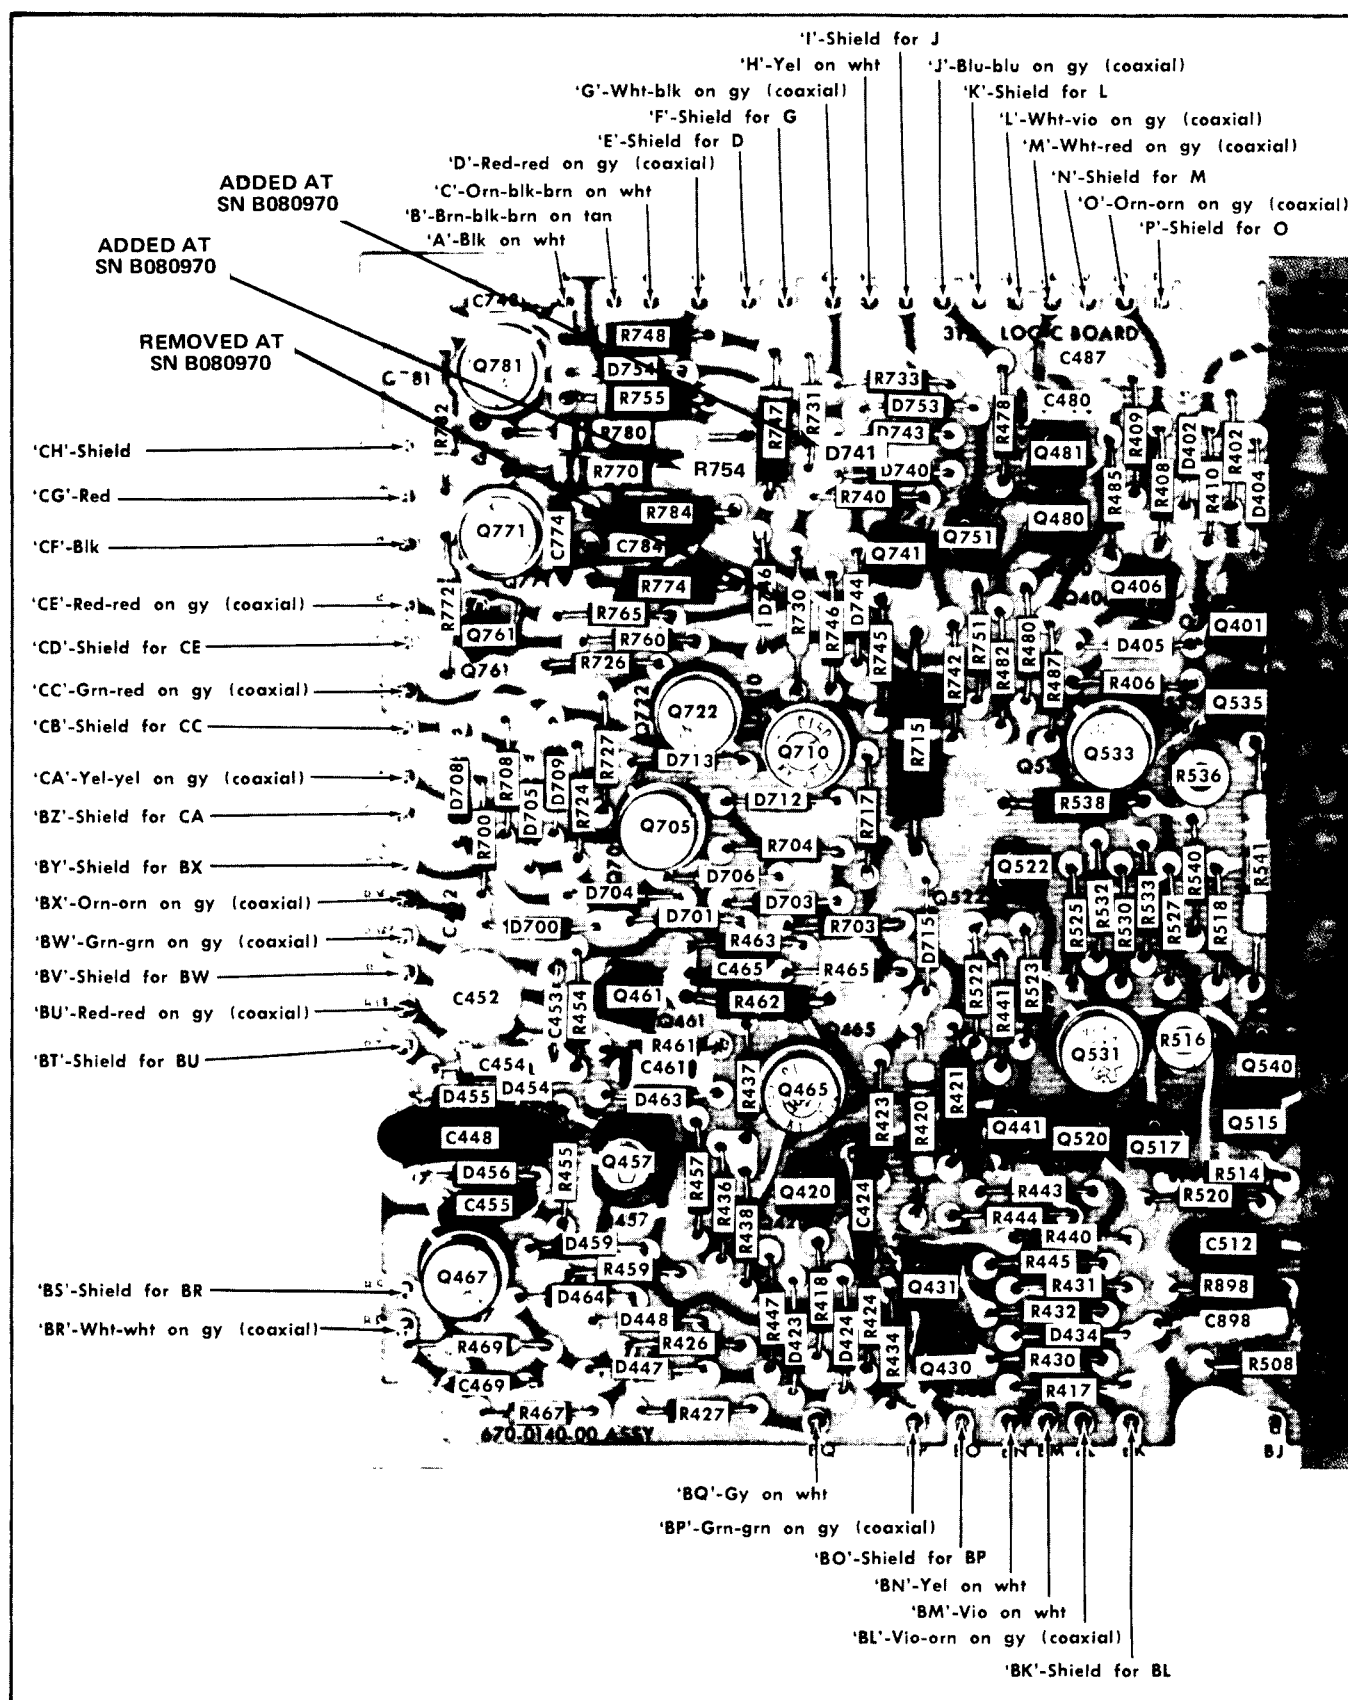 'I'-Shield for J
'H'-Yel on wht
'J'-Blu-blu on gy (coaxial)
'G'-Wht-blk on gy (coaxial)
'K'-Shield for L
'F'-Shield for G
'L'-Wht-vio on gy (coaxial)
'E'-Shield for D
'M'-Wht-red on gy (coaxial)
'D'-Red-red on gy (coaxial)
'N'-Shield for M
ADDED AT
SN B080970
'C'-Orn-blk-brn on wht
'O'-Orn-orn on gy (coaxial)
'B'-Brn-blk-brn on tan
'P'-Shield for O
'A'-Blk on wht
ADDED AT
SN B080970
REMOVED AT
SN B080970
R748
LOGIC BOARD
C487
Q781
D754
R733
R755
D753
C480
R782
R780
R747
R731
D743
R478
Q481
R409
D402
R402
'CH'-Shield
R770
R754
D741
D740
R485
R408
R410
D404
'CG'-Red
R740
R784
Q480
Q771
C774
C784
Q741
Q751
'CF'-Blk
R774
D746
R730
R746
D744
Q406
'CE'-Red-red on gy (coaxial)
R772
R765
Q761
R760
R745
R742
R751
R482
R480
R487
D405
Q401
'CD'-Shield for CE
Q761
R726
'CC'-Grn-red on gy (coaxial)
R406
Q722
Q722
Q535
'CB'-Shield for CC
Q710
R715
Q533
R727
D713
R536
'CA'-Yel-yel on gy (coaxial)
D708
R708
D709
R724
D712
R538
'BZ'-Shield for CA
R700
D705
Q705
R717
R704
'BY'-Shield for BX
D706
Q522
R540
R541
D704
D703
Q522
'BX'-Orn-orn on gy (coaxial)
D701
R525
R532
R530
R533
R527
R518
D700
R703
D715
'BW'-Grn-grn on gy (coaxial)
R463
'BV'-Shield for BW
C465
R465
R522
R441
R523
C452
C453
R454
Q461
R462
'BU'-Red-red on gy (coaxial)
Q461
Q465
R461
Q531
R516
'BT'-Shield for BU
C454
C461
R437
Q540
D455
D454
D463
Q465
R423
R420
R421
C448
Q441
Q520
Q517
Q515
D456
R455
Q457
R457
R436
R514
C455
Q420
C424
R443
R520
R438
R444
D459
R440
C512
Q467
R459
R445
'BS'-Shield for BR
D464
R447
R418
R424
Q431
R431
R898
D448
R432
'BR'-Wht-wht on gy (coaxial)
D423
D424
R434
D434
C898
R469
R426
D447
Q430
R430
R508
C469
R417
R467
R427
670-0140-00 ASSY
BJ
'BQ'-Gy on wht
'BP'-Grn-grn on gy (coaxial)
'BO'-Shield for BP
'BN'-Yel on wht
'BM'-Vio on wht
'BL'-Vio-orn on gy (coaxial)
'BK'-Shield for BL